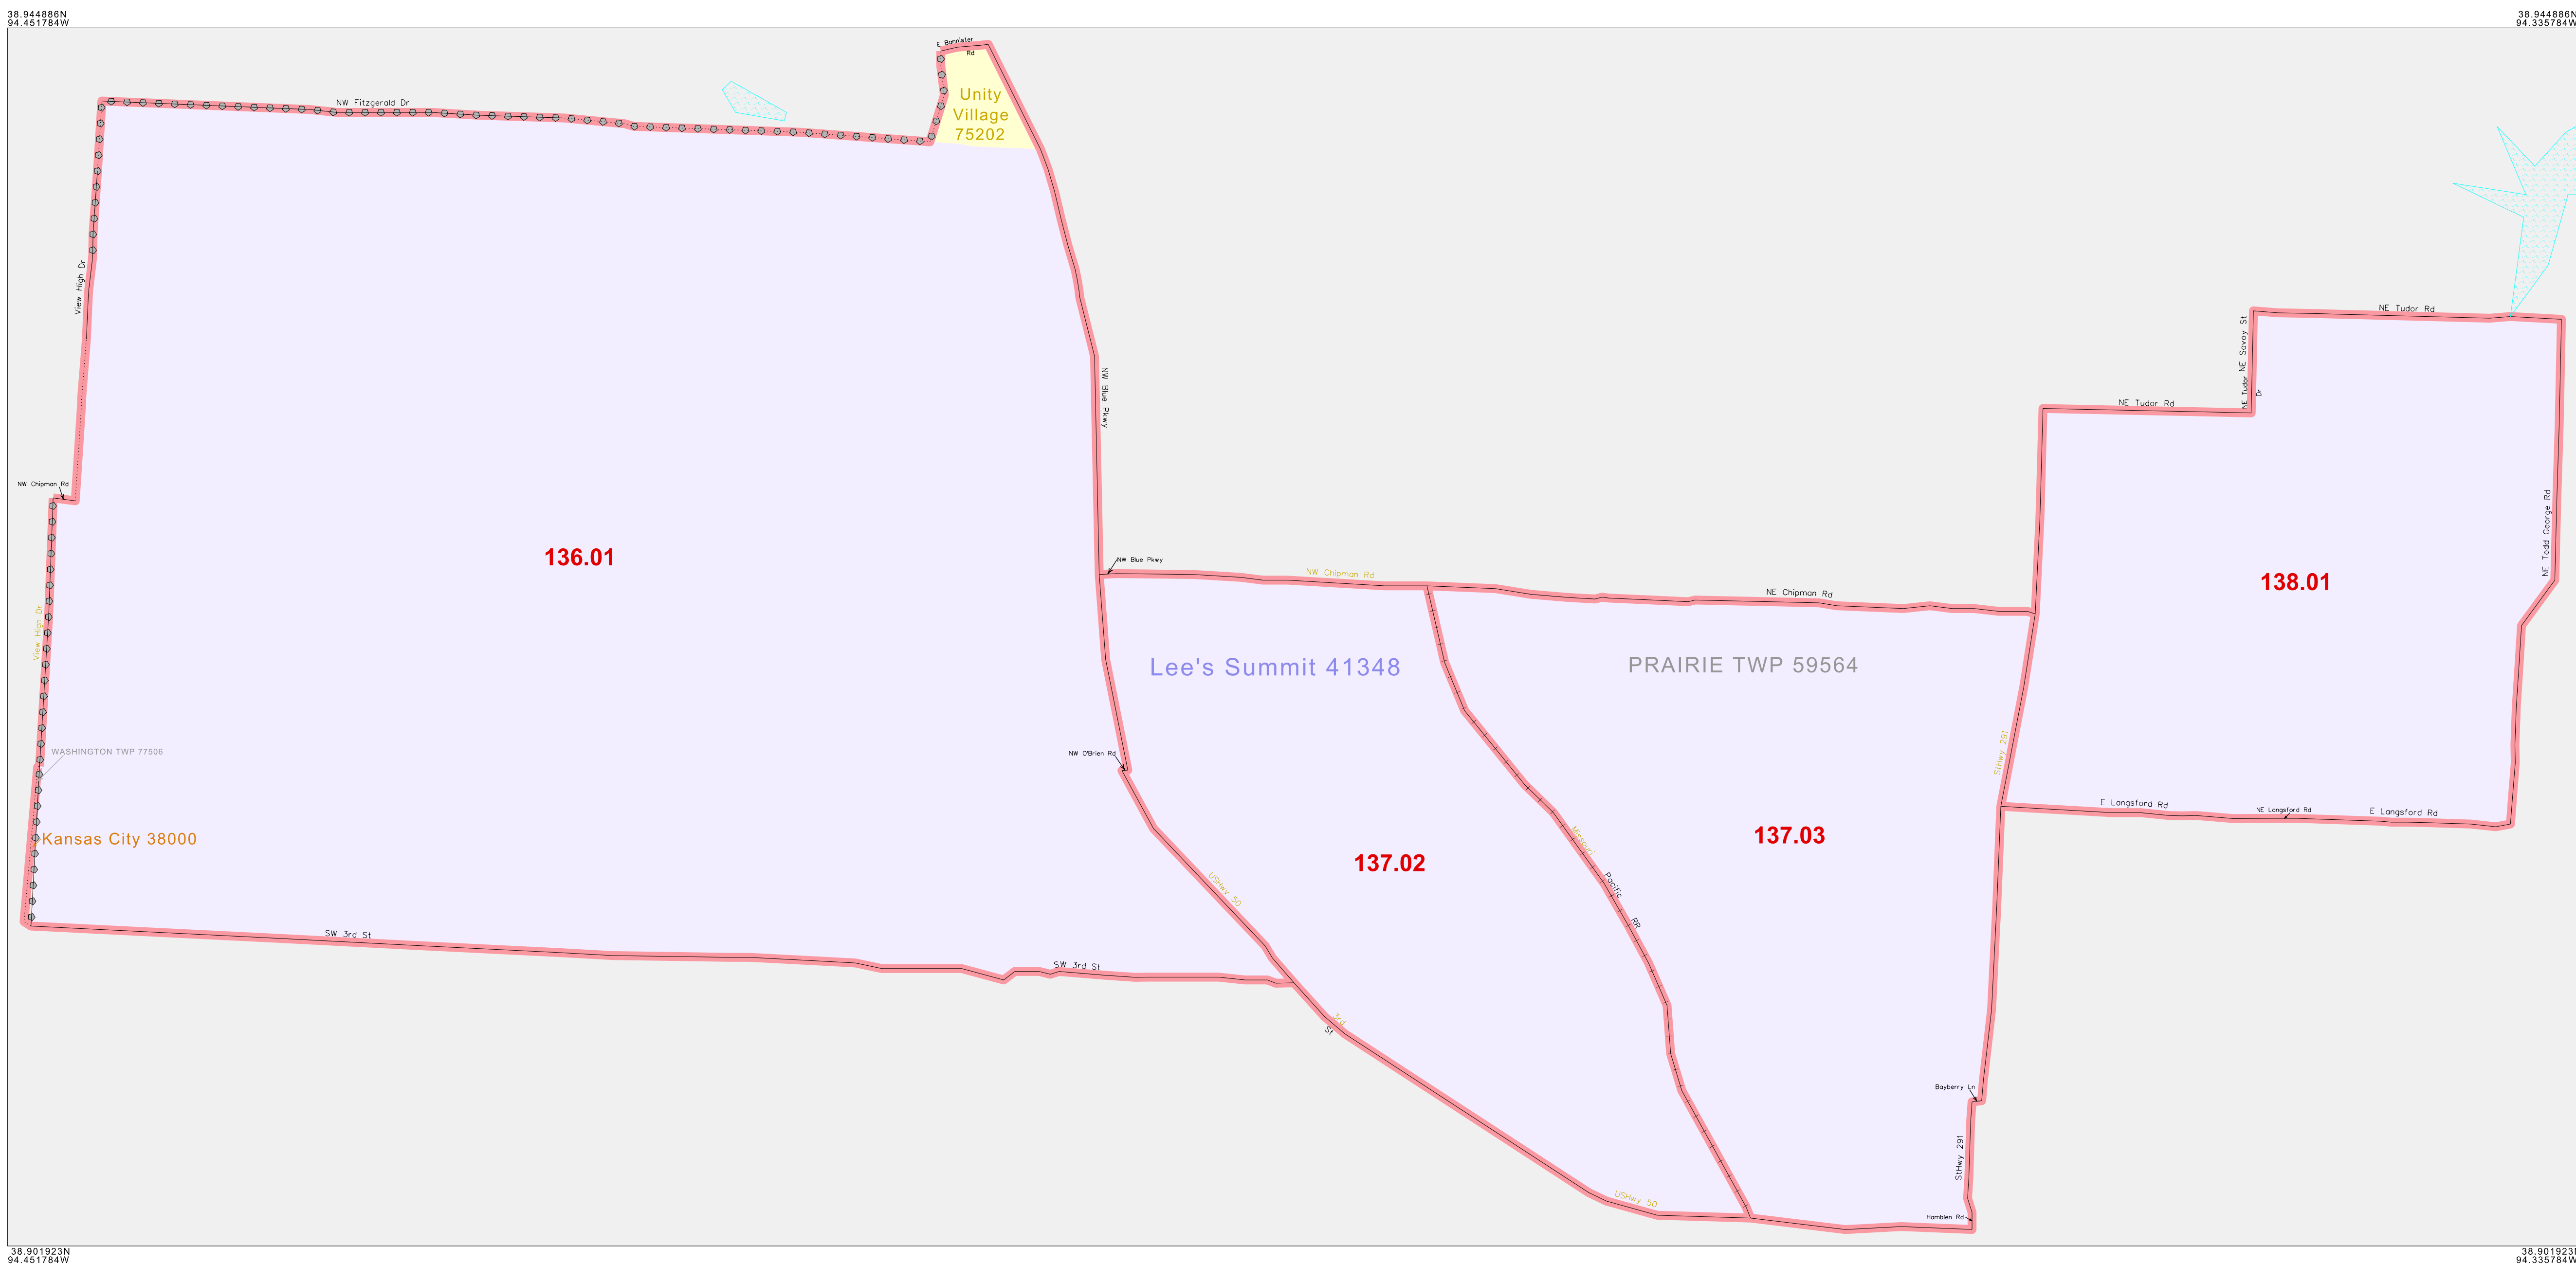 38.944886N
94.451784W
38.944886N
94.335784W
E Bannister
Rd
Unity
Village
75202
NW Fitzgerald Dr
View High Dr
NW Blue Pkwy
NE Tudor Rd
NE Savoy St
NE Tudor
Dr
NE Tudor Rd
NE Todd George Rd
NW Chipman Rd
136.01
NW Blue Pkwy
NW Chipman Rd
NE Chipman Rd
138.01
View High Dr
Lee's Summit 41348
PRAIRIE TWP 59564
WASHINGTON TWP 77506
NW O'Brien Rd
StHwy 291
E Langsford Rd
NE Langsford Rd
E Langsford Rd
Kansas City 38000
137.03
137.02
Missouri
Pacific
RR
USHwy 50
SW 3rd St
SW 3rd St
3rd
St
Bayberry Ln
StHwy 291
USHwy 50
Hamblen Rd
38.901923N
94.451784W
38.901923N
94.335784W